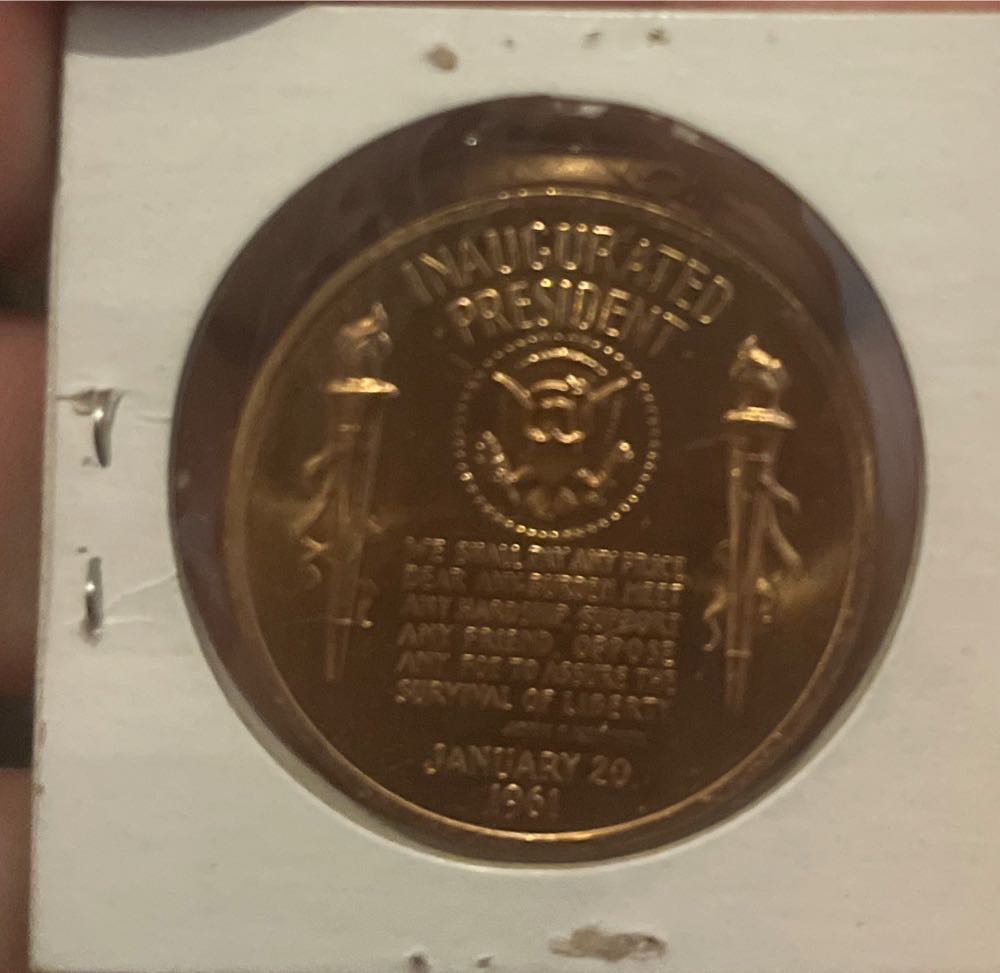 INAUGURATED
PRESIDENT
WE SHALL PAY ANY PRICE,
BEAR ANY BURDEN, MEET
ANY HARDSHIP, SUPPORT
ANY FRIEND, OPPOSE
ANY FOE TO ASSURE THE
SURVIVAL OF LIBERTY
JANUARY 20,
1961